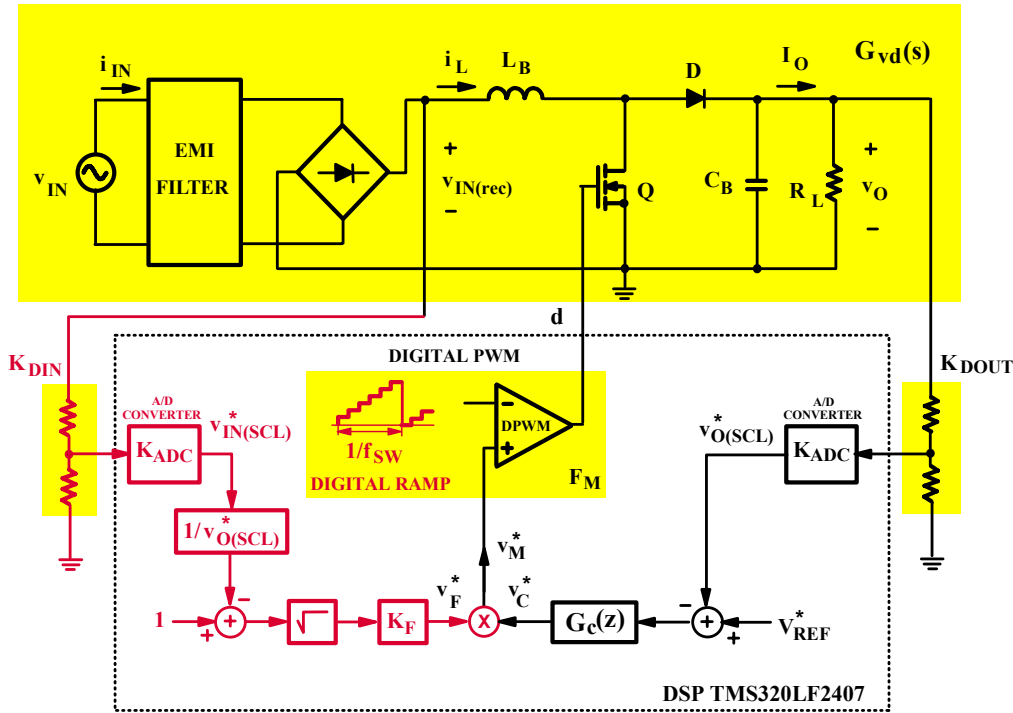 G_vd(s)
i_IN
i_L
L_B
D
I_O
EMI
FILTER
v_IN
+
v_IN(rec)
−
Q
C_B
R_L
+
v_O
−
d
K_DIN
DIGITAL PWM
K_DOUT
A/D
CONVERTER
K_ADC
v*_IN(SCL)
1/f_SW
DIGITAL RAMP
−
DPWM
+
F_M
v*_O(SCL)
A/D
CONVERTER
K_ADC
1/v*_O(SCL)
v*_M
v*_F
v*_C
1
+
−
+
√
K_F
X
G_c(z)
−
+
+
V*_REF
DSP TMS320LF2407